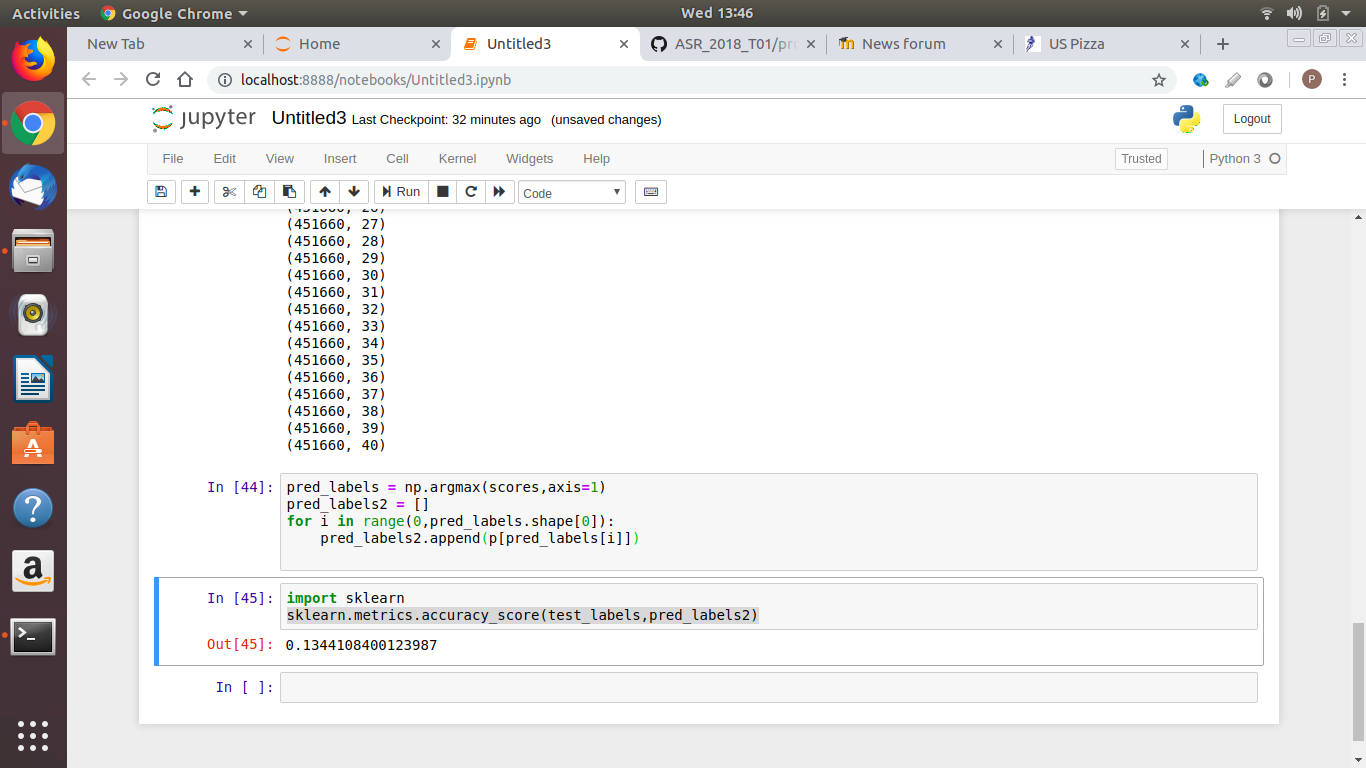 Activities Google Chrome Wed 13:46
New Tab Home Untitled3 ASR_2018_T01/pr News forum US Pizza
localhost:8888/notebooks/Untitled3.ipynb P
jupyter Untitled3 Last Checkpoint: 32 minutes ago (unsaved changes) Logout
File Edit View Insert Cell Kernel Widgets Help Trusted Python 3
Run Code
(451660, 26)
(451660, 27)
(451660, 28)
(451660, 29)
(451660, 30)
(451660, 31)
(451660, 32)
(451660, 33)
(451660, 34)
(451660, 35)
(451660, 36)
(451660, 37)
(451660, 38)
(451660, 39)
(451660, 40)
In [44]: pred_labels = np.argmax(scores,axis=1)
pred_labels2 = []
for i in range(0,pred_labels.shape[0]):
    pred_labels2.append(p[pred_labels[i]])
In [45]: import sklearn
sklearn.metrics.accuracy_score(test_labels,pred_labels2)
Out[45]: 0.1344108400123987
In [ ]: